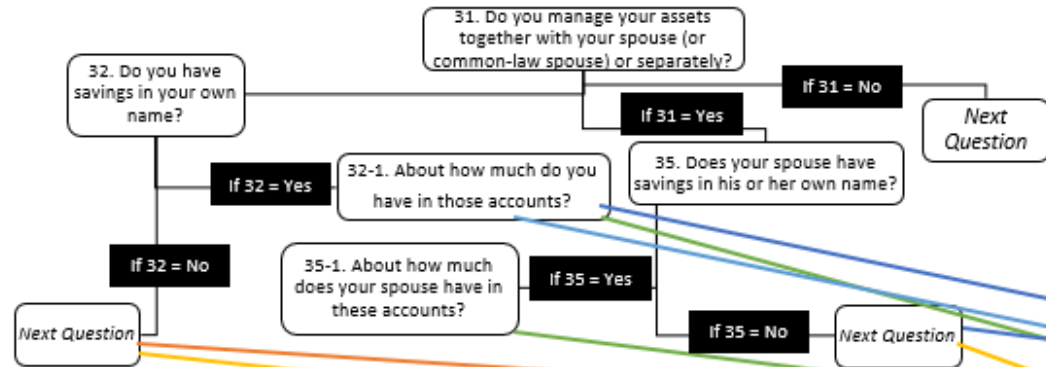 31. Do you manage your assets
together with your spouse (or
common-law spouse) or separately?
32. Do you have
savings in your own
name?
If 31 = No
Next
Question
If 31 = Yes
35. Does your spouse have
savings in his or her own name?
If 32 = Yes
32-1. About how much do you
have in those accounts?
If 32 = No
35-1. About how much
does your spouse have in
these accounts?
If 35 = Yes
Next Question
If 35 = No
Next Question